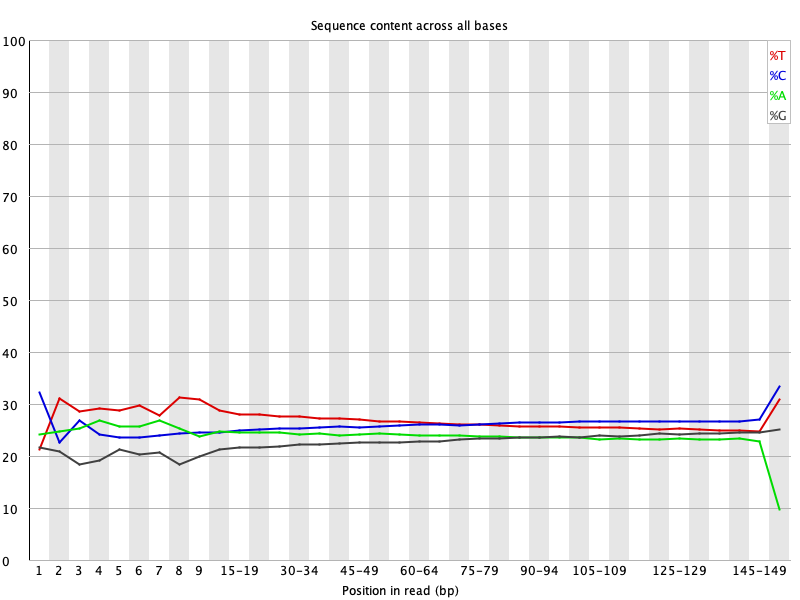 Sequence content across all bases
100
90
80
70
60
50
40
30
20
10
0
%T
%C
%A
%G
1 2 3 4 5 6 7 8 9 15-19 30-34 45-49 60-64 75-79 90-94 105-109 125-129 145-149
Position in read (bp)